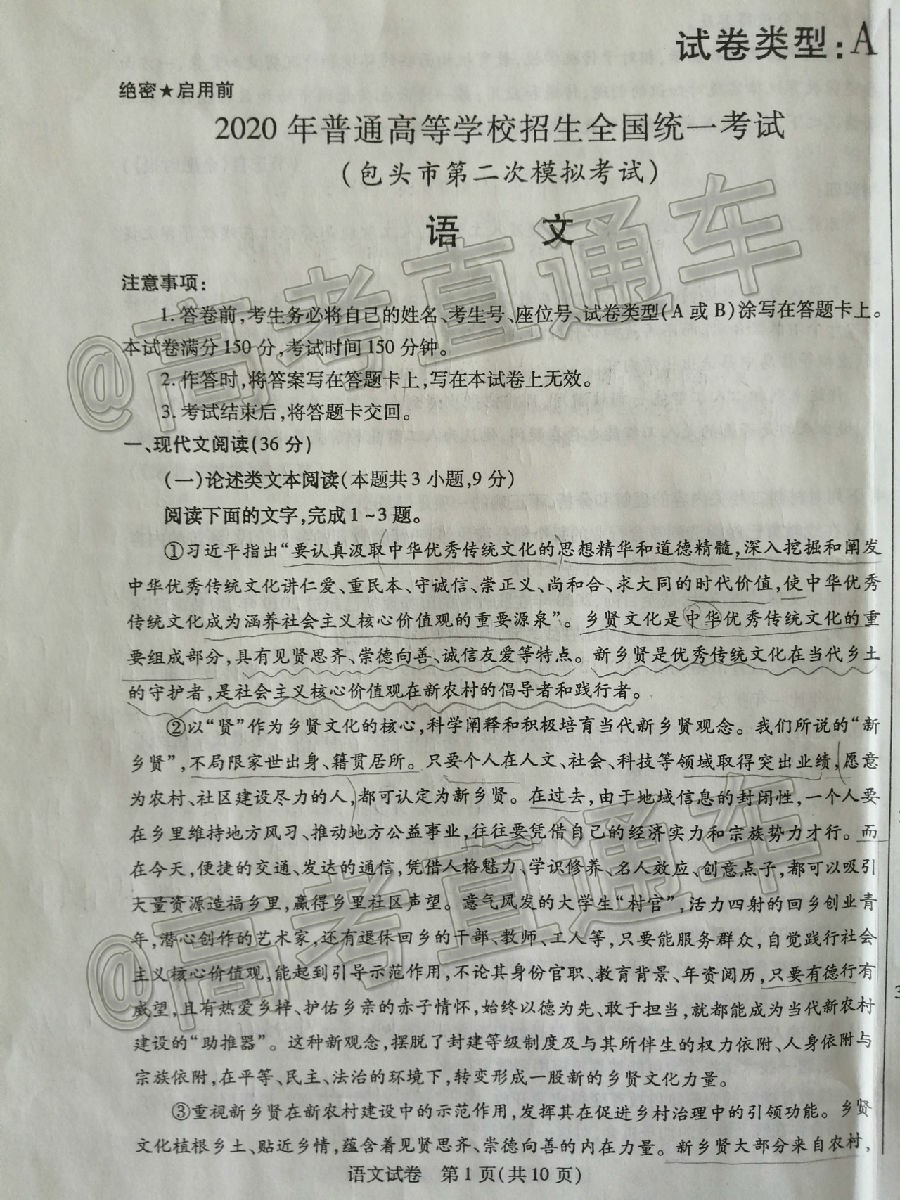 试卷类型:A
绝密★启用前
2020年普通高等学校招生全国统一考试
(包头市第二次模拟考试)
语 文
注意事项:
1.答卷前,考生务必将自己的姓名、考生号、座位号、试卷类型(A或B)涂写在答题卡上。
本试卷满分150分,考试时间150分钟。
2.作答时,将答案写在答题卡上,写在本试卷上无效。
3.考试结束后,将答题卡交回。
一、现代文阅读(36分)
(一)论述类文本阅读(本题共3小题,9分)
阅读下面的文字,完成1~3题。
①习近平指出“要认真汲取中华优秀传统文化的思想精华和道德精髓,深入挖掘和阐发
中华优秀传统文化讲仁爱、重民本、守诚信、崇正义、尚和合、求大同的时代价值,使中华优秀
传统文化成为涵养社会主义核心价值观的重要源泉”。乡贤文化是中华优秀传统文化的重
要组成部分,具有见贤思齐、崇德向善、诚信友爱等特点。新乡贤是优秀传统文化在当代乡土
的守护者,是社会主义核心价值观在新农村的倡导者和践行者。
②以“贤”作为乡贤文化的核心,科学阐释和积极培育当代新乡贤观念。我们所说的“新
乡贤”,不局限家世出身、籍贯居所。只要个人在人文、社会、科技等领域取得突出业绩,愿意
为农村、社区建设尽力的人,都可认定为新乡贤。在过去,由于地域信息的封闭性,一个人要
在乡里维持地方风习、推动地方公益事业,往往要凭借自己的经济实力和宗族势力才行。而
在今天,便捷的交通、发达的通信,凭借人格魅力、学识修养、名人效应、创意点子,都可以吸引
大量资源造福乡里,赢得乡里社区声望。意气风发的大学生“村官”,活力四射的回乡创业青
年,潜心创作的艺术家,还有退休回乡的干部、教师、工人等,只要能服务群众,自觉践行社会
主义核心价值观,能起到引导示范作用,不论其身份官职、教育背景、年资阅历,只要有德行有
威望,且有热爱乡梓、护佑乡亲的赤子情怀,始终以德为先、敢于担当,就都能成为当代新农村
建设的“助推器”。这种新观念,摆脱了封建等级制度及与其所伴生的权力依附、人身依附与
宗族依附,在平等、民主、法治的环境下,转变形成一股新的乡贤文化力量。
③重视新乡贤在新农村建设中的示范作用,发挥其在促进乡村治理中的引领功能。乡贤
文化植根乡土、贴近乡情,蕴含着见贤思齐、崇德向善的内在力量。新乡贤大部分来自农村,
语文试卷 第1页(共10页)
@高考直通车
@高考直通车